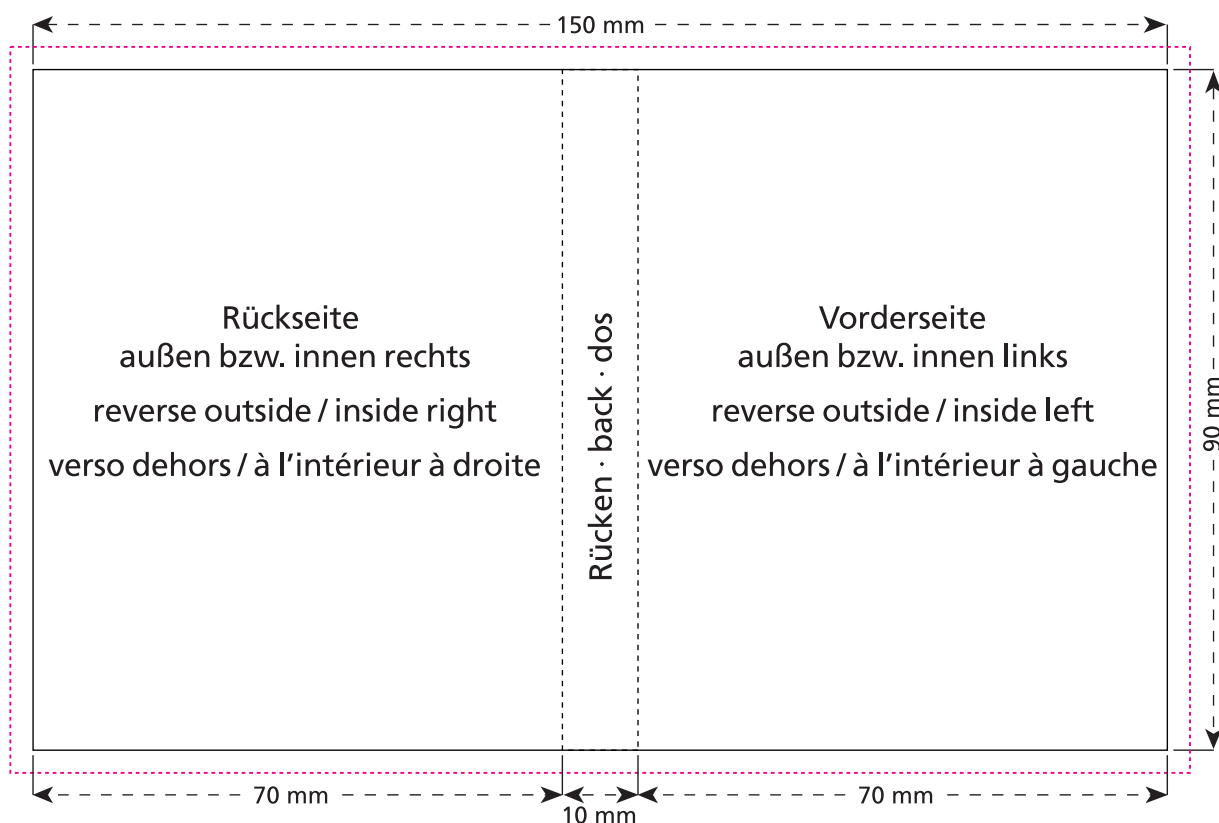 150 mm
Rückseite
außen bzw. innen rechts
reverse outside / inside right
verso dehors / à l'intérieur à droite
Rücken · back · dos
Vorderseite
außen bzw. innen links
reverse outside / inside left
verso dehors / à l'intérieur à gauche
90 mm
70 mm
10 mm
70 mm